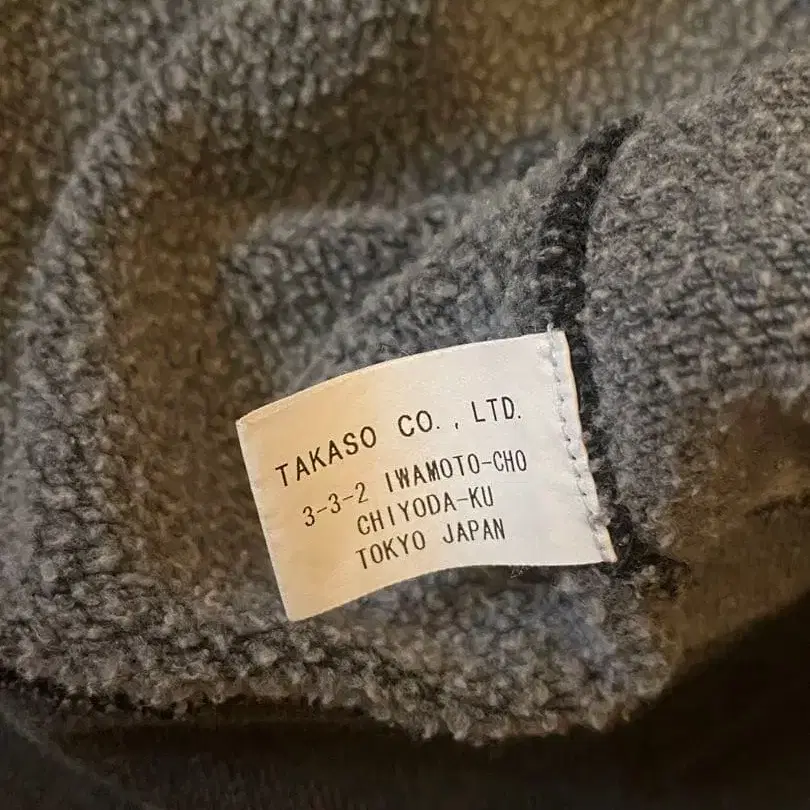 TAKASO CO., LTD.
3-3-2 IWAMOTO-CHO
CHIYODA-KU
TOKYO JAPAN